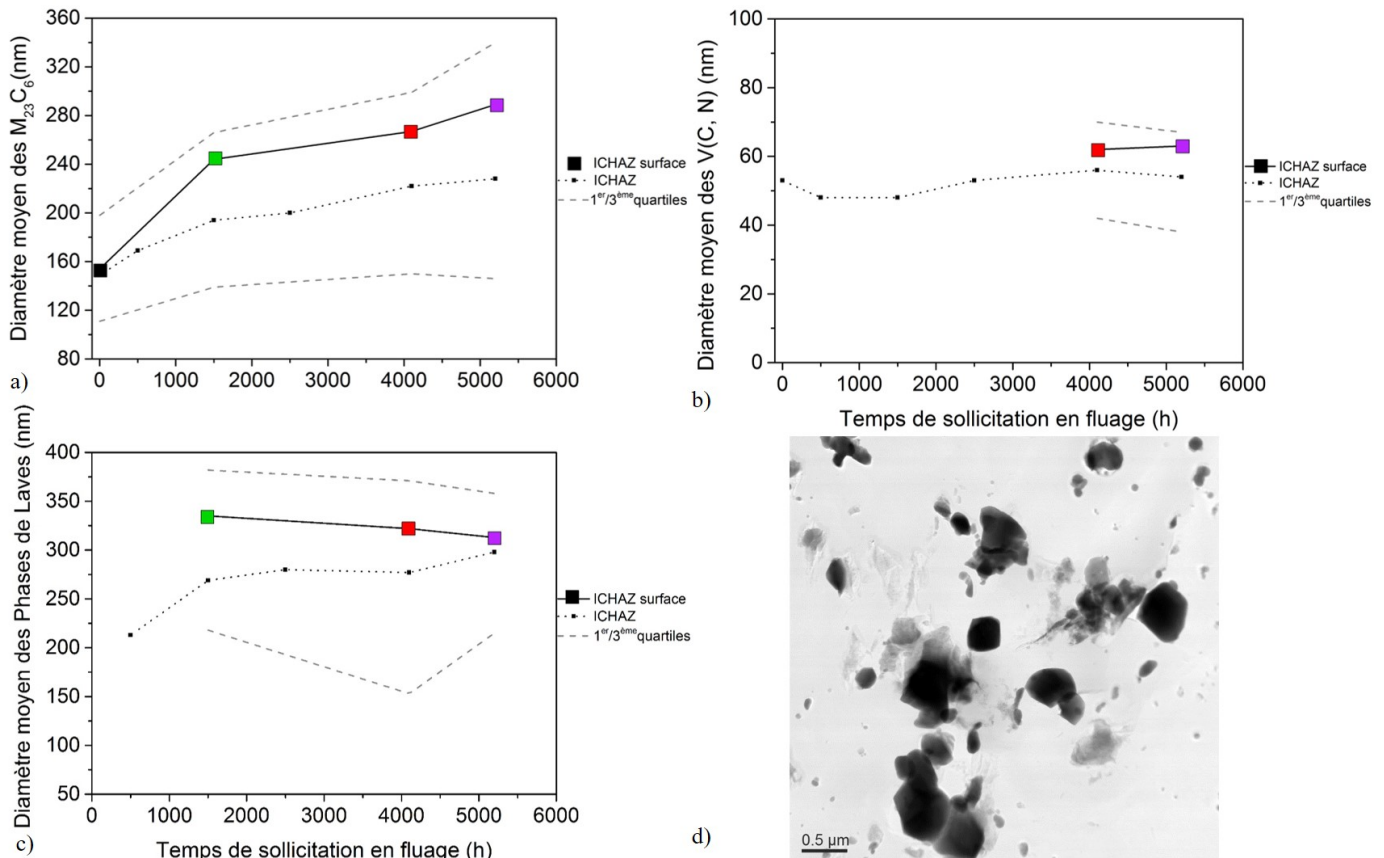 Diamètre moyen des M23C6(nm)
360
320
280
240
200
160
120
80
0 1000 2000 3000 4000 5000 6000
ICHAZ surface
ICHAZ
1er/3ème quartiles
a)
Diamètre moyen des V(C, N) (nm)
100
80
60
40
20
0
0 1000 2000 3000 4000 5000 6000
Temps de sollicitation en fluage (h)
ICHAZ surface
ICHAZ
1er/3ème quartiles
b)
Diamètre moyen des Phases de Laves (nm)
400
350
300
250
200
150
100
50
0 1000 2000 3000 4000 5000 6000
Temps de sollicitation en fluage (h)
ICHAZ surface
ICHAZ
1er/3ème quartiles
c)
d)
0.5 µm